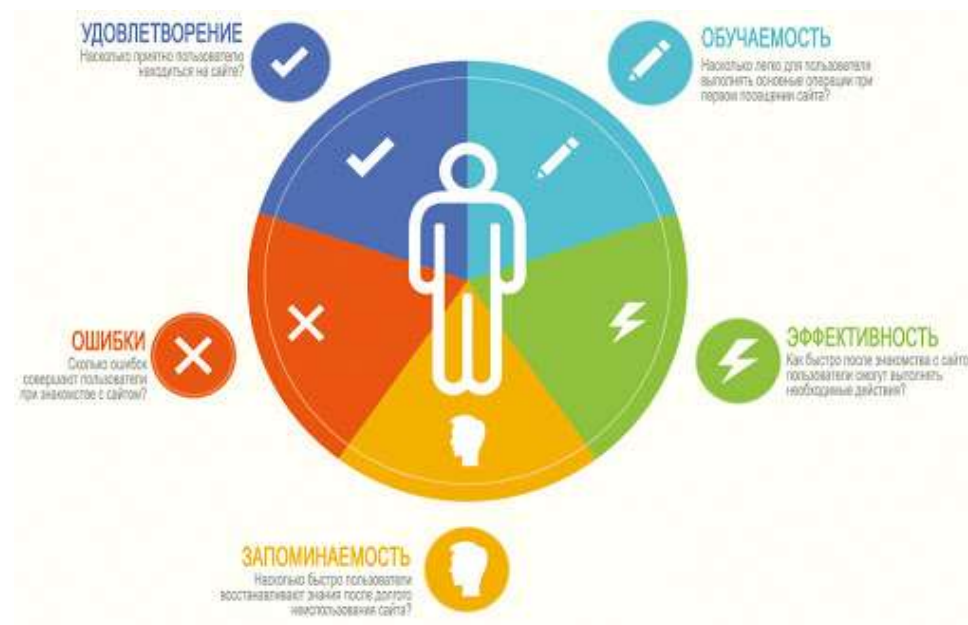 УДОВЛЕТВОРЕНИЕ
Насколько приятно пользователю
находиться на сайте?
ОБУЧАЕМОСТЬ
Насколько легко для пользователя
выполнять основные операции при
первом посещении сайта?
ОШИБКИ
Сколько ошибок
совершают пользователи
при знакомстве с сайтом?
ЭФФЕКТИВНОСТЬ
Как быстро после знакомства с сайто
пользователи смогут выполнять
необходимые действия?
ЗАПОМИНАЕМОСТЬ
Насколько быстро пользователи
восстанавливают знания после долгого
неиспользования сайта?